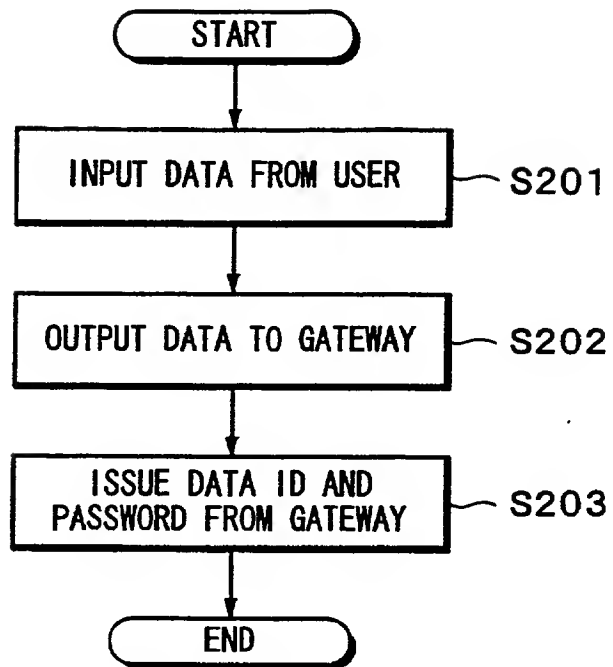 START
INPUT DATA FROM USER
S201
OUTPUT DATA TO GATEWAY
S202
ISSUE DATA ID AND
PASSWORD FROM GATEWAY
S203
END